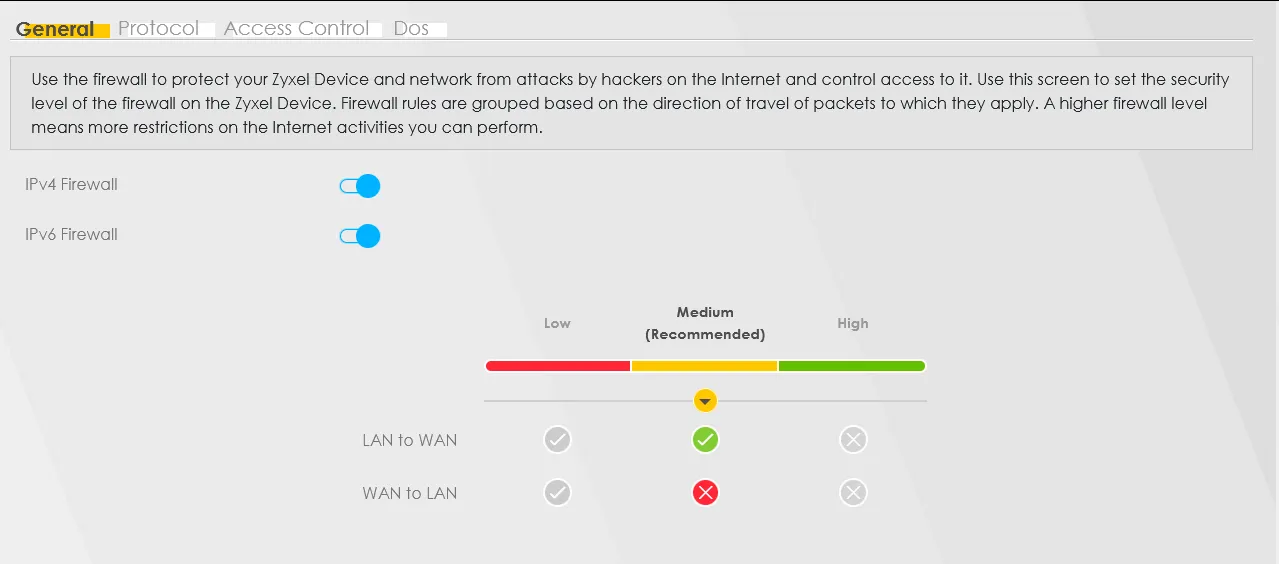 General Protocol Access Control Dos
Use the firewall to protect your Zyxel Device and network from attacks by hackers on the Internet and control access to it. Use this screen to set the security
level of the firewall on the Zyxel Device. Firewall rules are grouped based on the direction of travel of packets to which they apply. A higher firewall level
means more restrictions on the Internet activities you can perform.
IPv4 Firewall
IPv6 Firewall
Low
Medium
(Recommended)
High
LAN to WAN
WAN to LAN